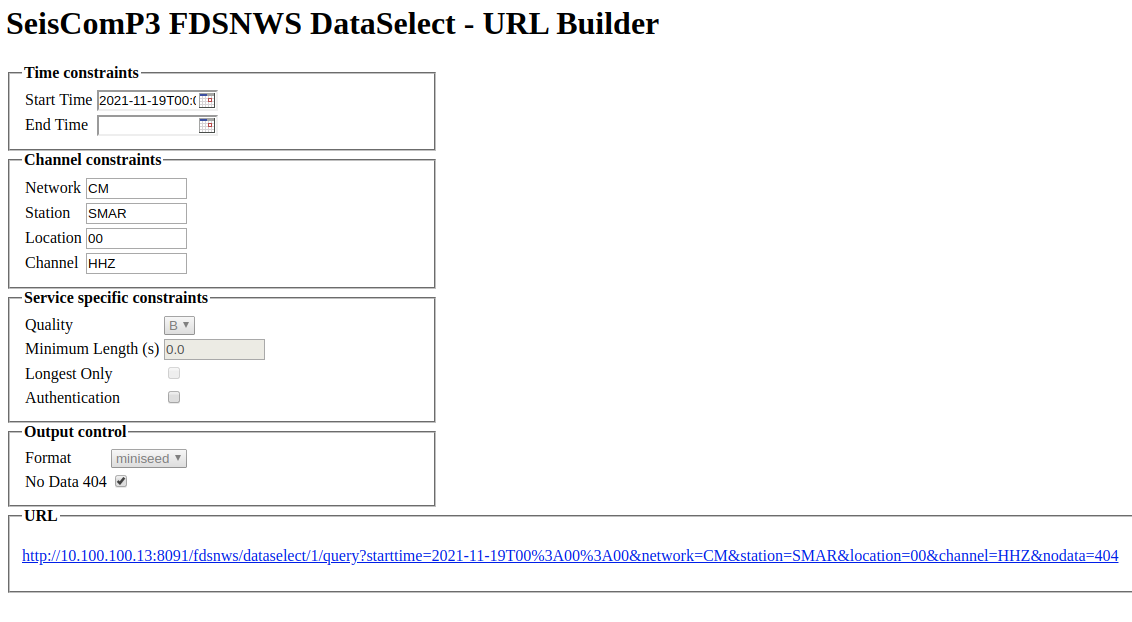 SeisComP3 FDSNWS DataSelect - URL Builder
Time constraints
Start Time 2021-11-19T00:0
End Time
Channel constraints
Network CM
Station SMAR
Location 00
Channel HHZ
Service specific constraints
Quality B
Minimum Length (s) 0.0
Longest Only
Authentication
Output control
Format miniseed
No Data 404
URL
http://10.100.100.13:8091/fdsnws/dataselect/1/query?starttime=2021-11-19T00%3A00%3A00&network=CM&station=SMAR&location=00&channel=HHZ&nodata=404